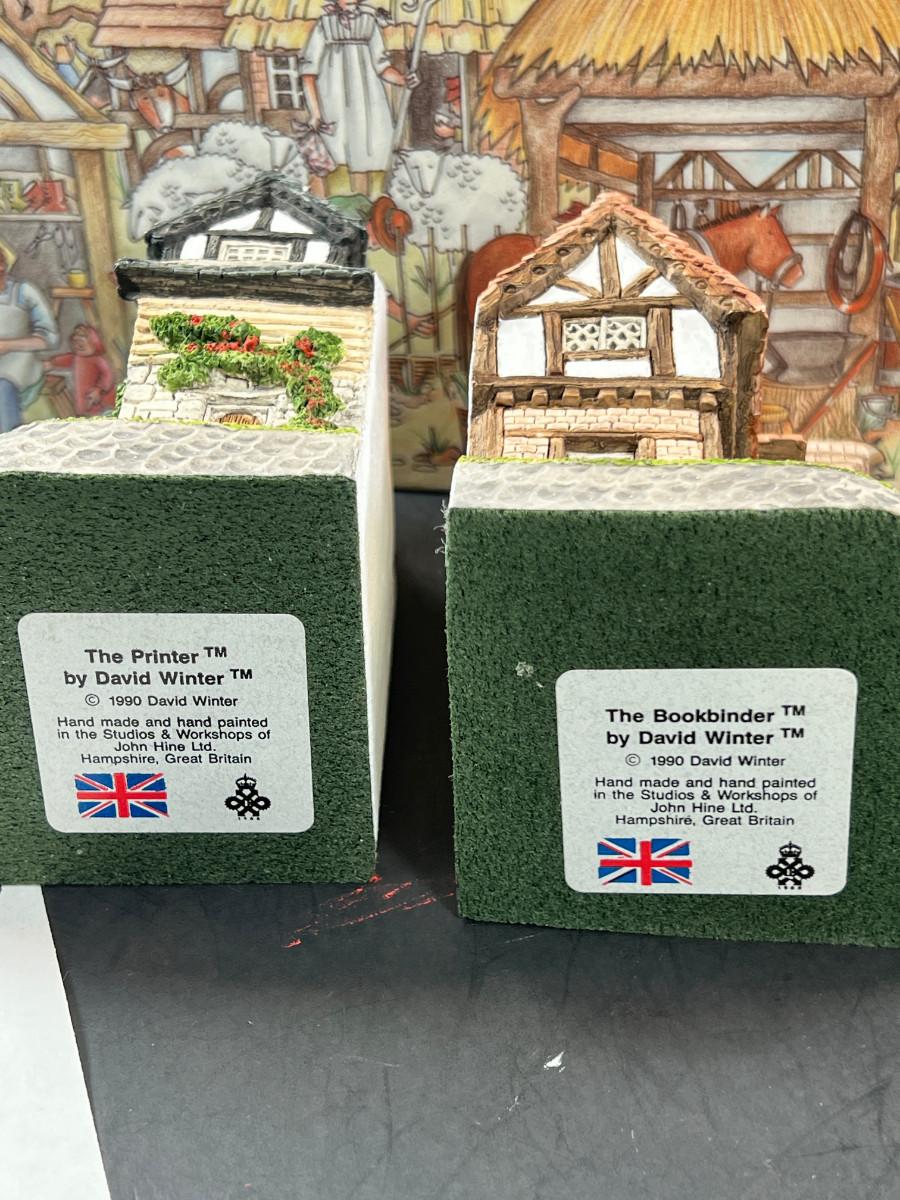 The Printer ™
by David Winter ™
© 1990 David Winter
Hand made and hand painted
in the Studios & Workshops of
John Hine Ltd.
Hampshire, Great Britain
The Bookbinder ™
by David Winter ™
© 1990 David Winter
Hand made and hand painted
in the Studios & Workshops of
John Hine Ltd.
Hampshire, Great Britain